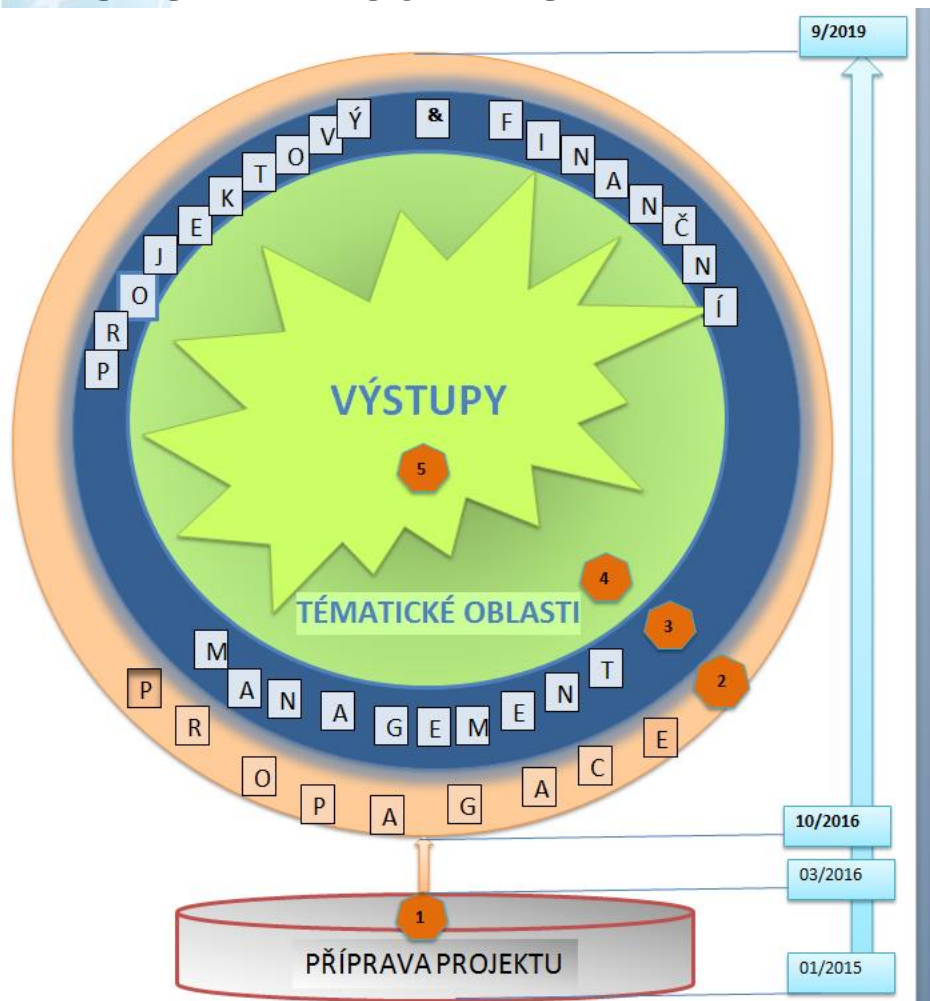 9/2019
PROJEKTOVÝ & FINANČNÍ
VÝSTUPY
5
4
TÉMATICKÉ OBLASTI
3
2
MANAGEMENT
PROPAGACE
10/2016
03/2016
1
PŘÍPRAVA PROJEKTU
01/2015